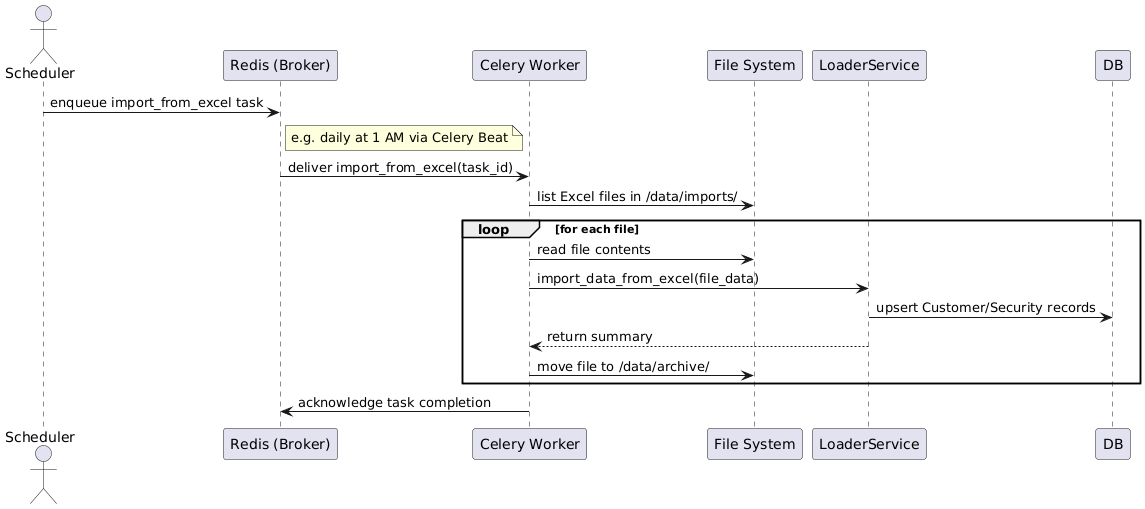 Scheduler
Redis (Broker)
Celery Worker
File System
LoaderService
DB
enqueue import_from_excel task
e.g. daily at 1 AM via Celery Beat
deliver import_from_excel(task_id)
list Excel files in /data/imports/
loop
[for each file]
read file contents
import_data_from_excel(file_data)
upsert Customer/Security records
return summary
move file to /data/archive/
acknowledge task completion
Scheduler
Redis (Broker)
Celery Worker
File System
LoaderService
DB